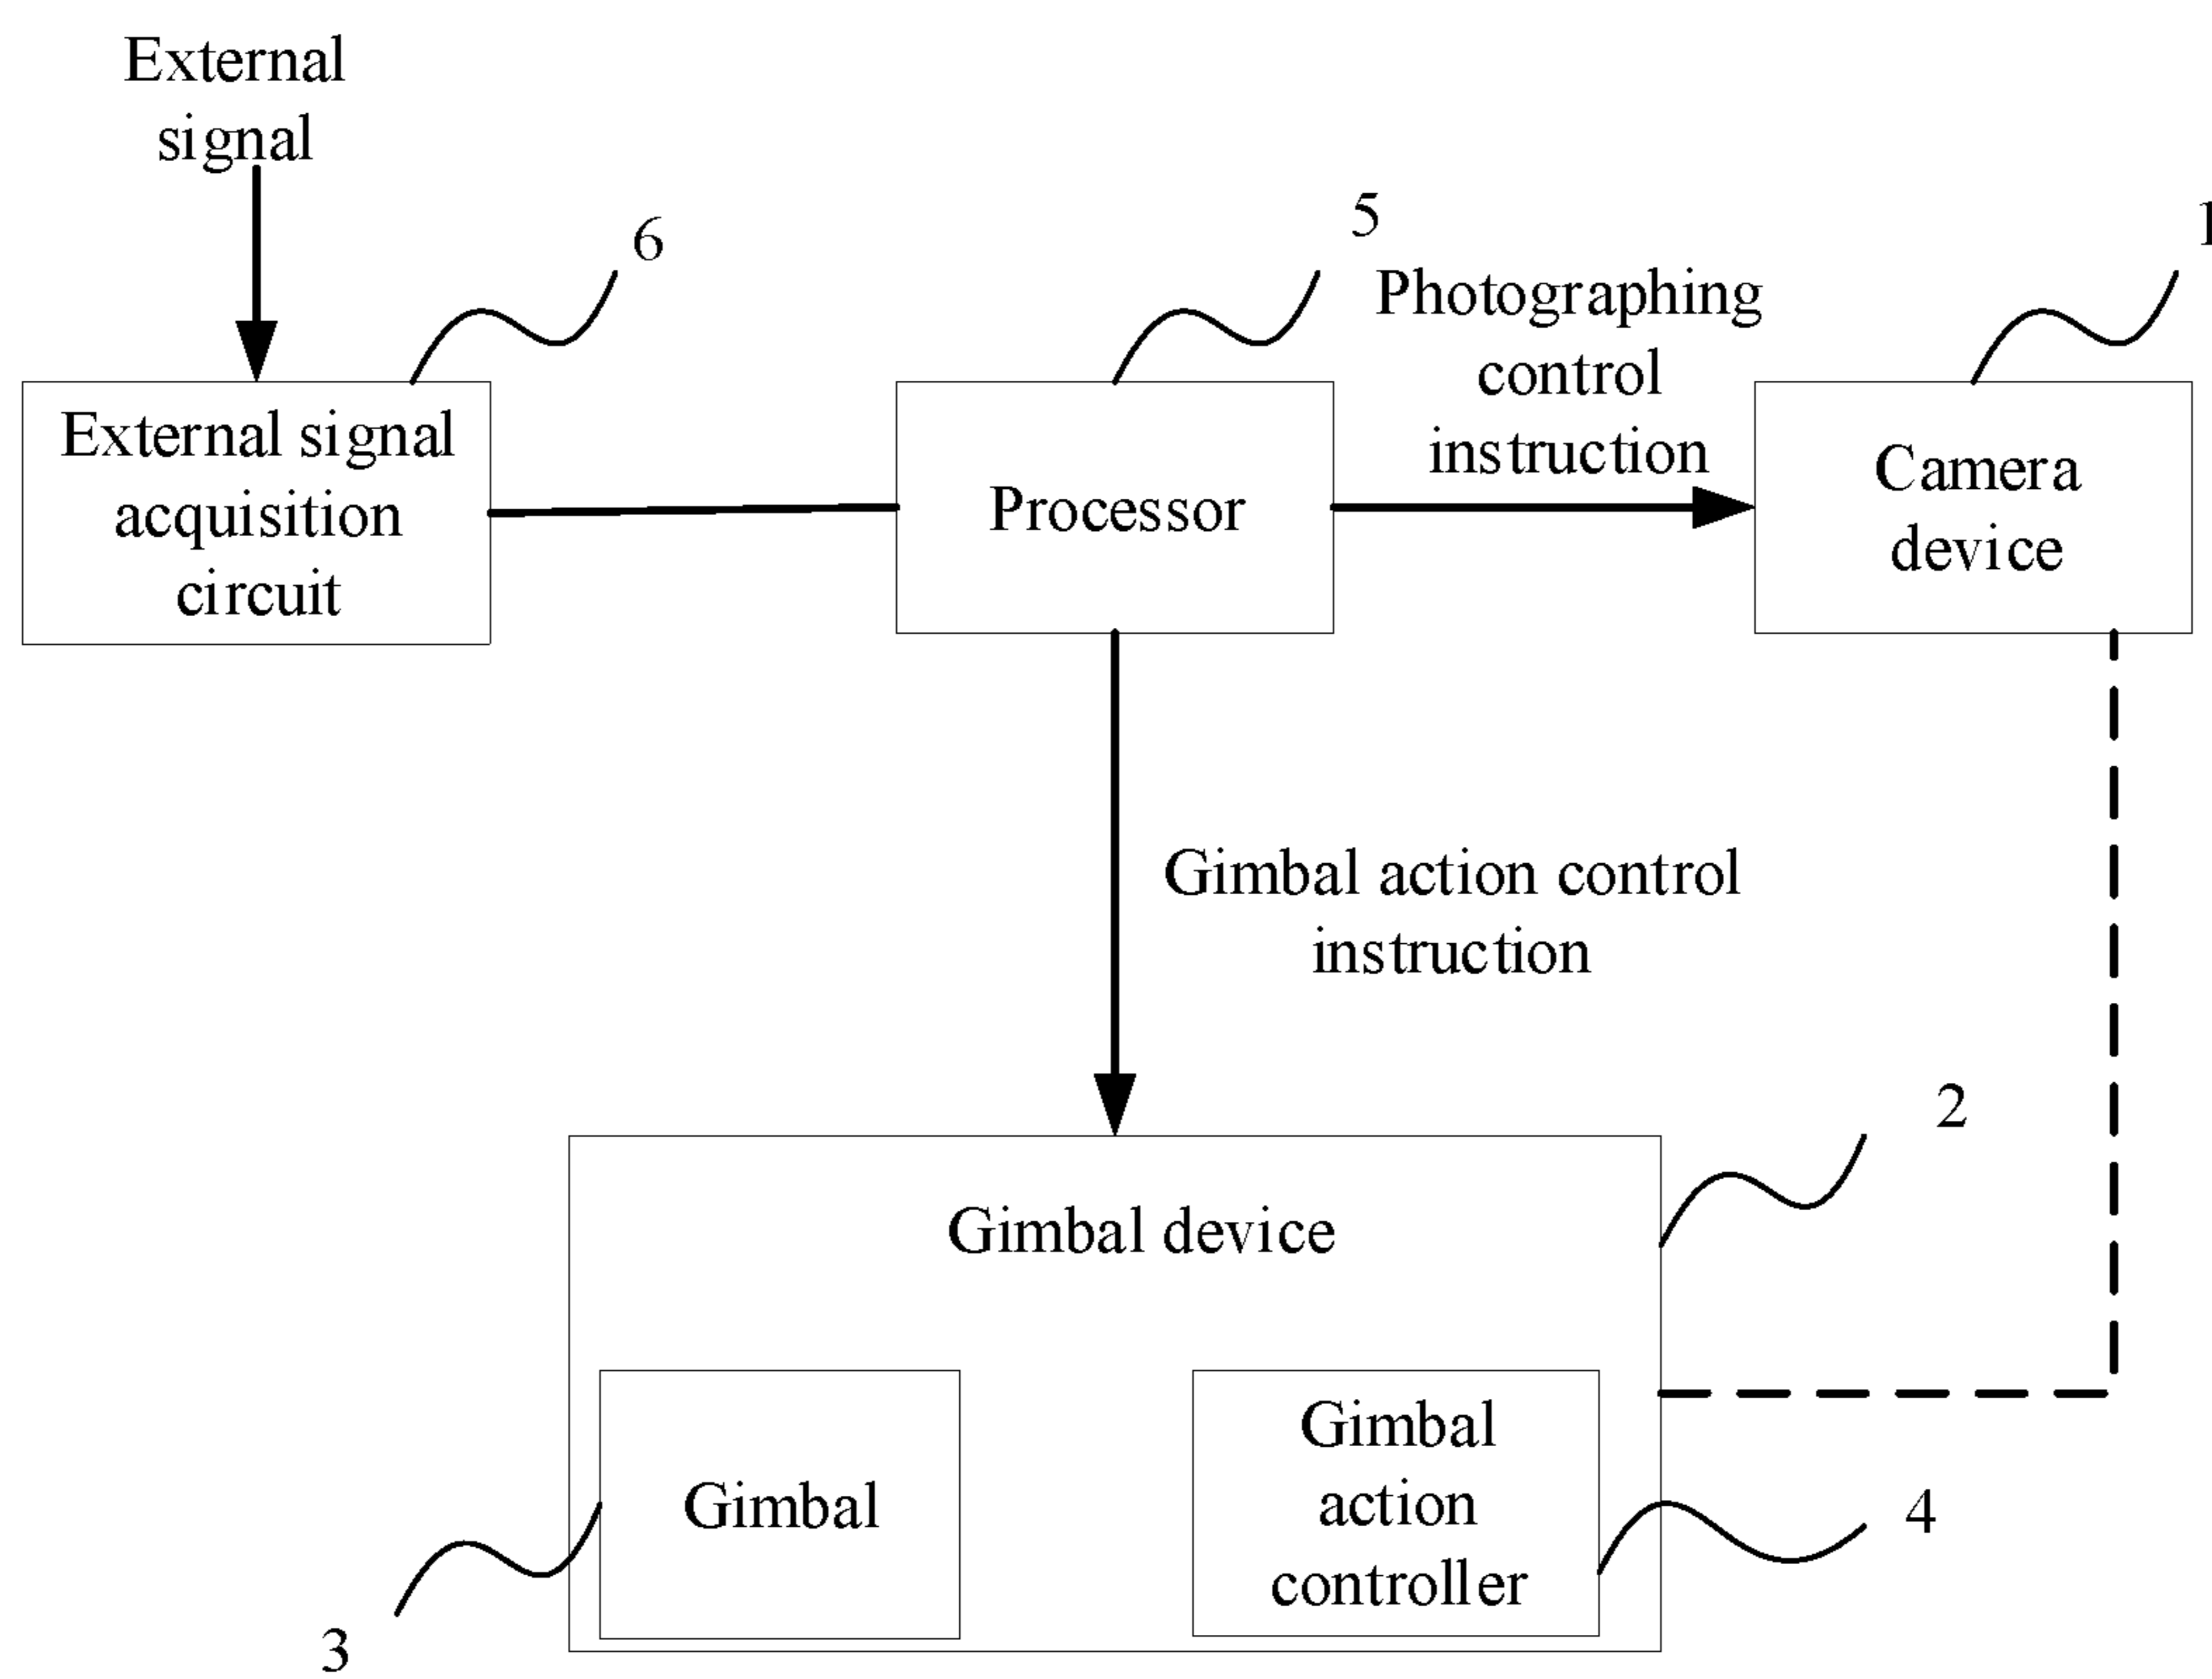 External
signal
6
5
1
Photographing
control
instruction
External signal
acquisition
circuit
Processor
Camera
device
Gimbal action control
instruction
2
Gimbal device
Gimbal
Gimbal
action
controller
4
3